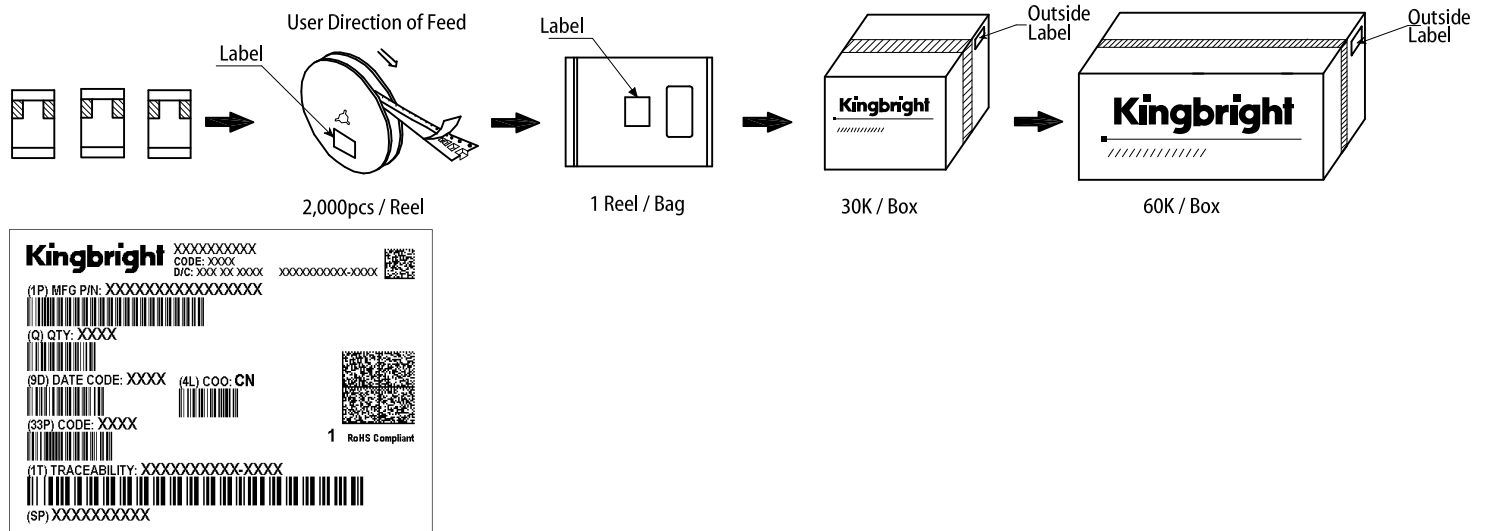 User Direction of Feed
Label
Label
Outside
Label
Outside
Label
Kingbright
Kingbright
2,000pcs / Reel
1 Reel / Bag
30K / Box
60K / Box
Kingbright
XXXXXXXXXX
CODE: XXXX
D/C: XXX XX XXXX XXXXXXXXXX-XXXX
(1P) MFG P/N: XXXXXXXXXXXXXXXX
(Q) QTY: XXXX
(9D) DATE CODE: XXXX (4L) COO: CN
(33P) CODE: XXXX
1 RoHS Compliant
(1T) TRACEABILITY: XXXXXXXXXX-XXXX
(SP) XXXXXXXXXX